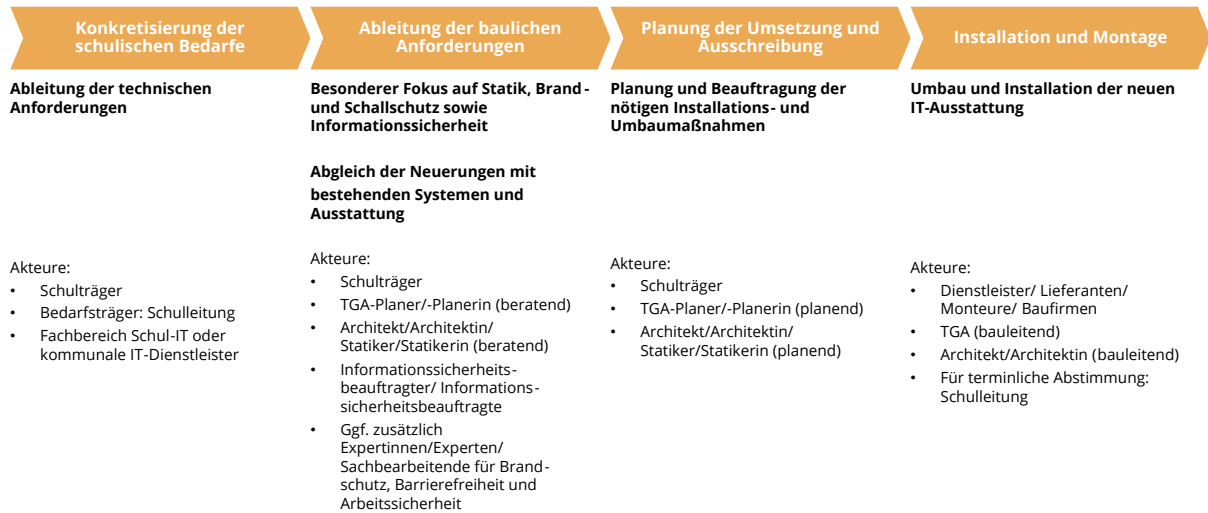 Konkretisierung der
schulischen Bedarfe
Ableitung der technischen
Anforderungen
Akteure:
• Schulträger
• Bedarfsträger: Schulleitung
• Fachbereich Schul-IT oder
kommunale IT-Dienstleister
Ableitung der baulichen
Anforderungen
Besonderer Fokus auf Statik, Brand-
und Schallschutz sowie
Informationssicherheit
Abgleich der Neuerungen mit
bestehenden Systemen und
Ausstattung
Akteure:
• Schulträger
• TGA-Planer/-Planerin (beratend)
• Architekt/Architektin/
Statiker/Statikerin (beratend)
• Informationssicherheits-
beauftragter/ Informations-
sicherheitsbeauftragte
• Ggf. zusätzlich
Expertinnen/Experten/
Sachbearbeitende für Brand-
schutz, Barrierefreiheit und
Arbeitssicherheit
Planung der Umsetzung und
Ausschreibung
Planung und Beauftragung der
nötigen Installations- und
Umbaumaßnahmen
Akteure:
• Schulträger
• TGA-Planer/-Planerin (planend)
• Architekt/Architektin/
Statiker/Statikerin (planend)
Installation und Montage
Umbau und Installation der neuen
IT-Ausstattung
Akteure:
• Dienstleister/ Lieferanten/
Monteure/ Baufirmen
• TGA (bauleitend)
• Architekt/Architektin (bauleitend)
• Für terminliche Abstimmung:
Schulleitung